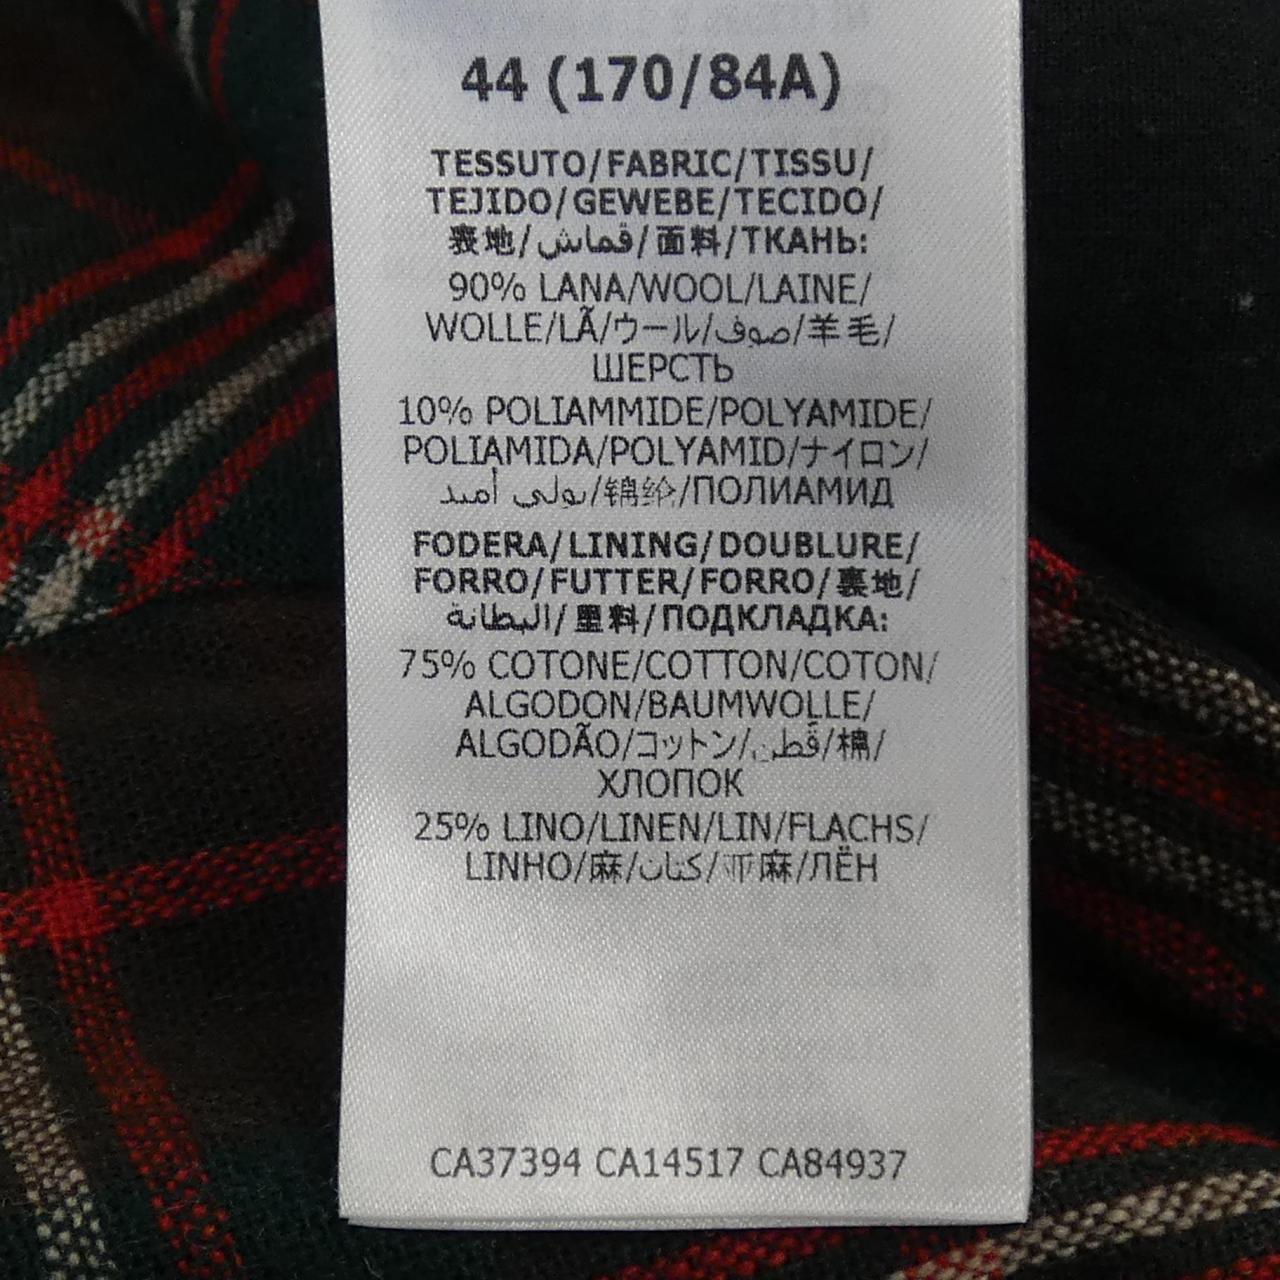 44 (170/84A)
TESSUTO/FABRIC/TISSU/
TEJIDO/GEWEBE/TECIDO/
表地/قماش/面料/ТКАНЬ:
90% LANA/WOOL/LAINE/
WOLLE/LÃ/ウール/صوف/羊毛/
ШЕРСТЬ
10% POLIAMMIDE/POLYAMIDE/
POLIAMIDA/POLYAMID/ナイロン/
بولي أميد/锦纶/ПОЛИАМИД
FODERA/LINING/DOUBLURE/
FORRO/FUTTER/FORRO/裏地/
البطانة/里料/ПОДКЛАДКА:
75% COTONE/COTTON/COTON/
ALGODON/BAUMWOLLE/
ALGODÃO/コットン/قطن/棉/
ХЛОПОК
25% LINO/LINEN/LIN/FLACHS/
LINHO/麻/كتان/亚麻/ЛЁН
CA37394 CA14517 CA84937